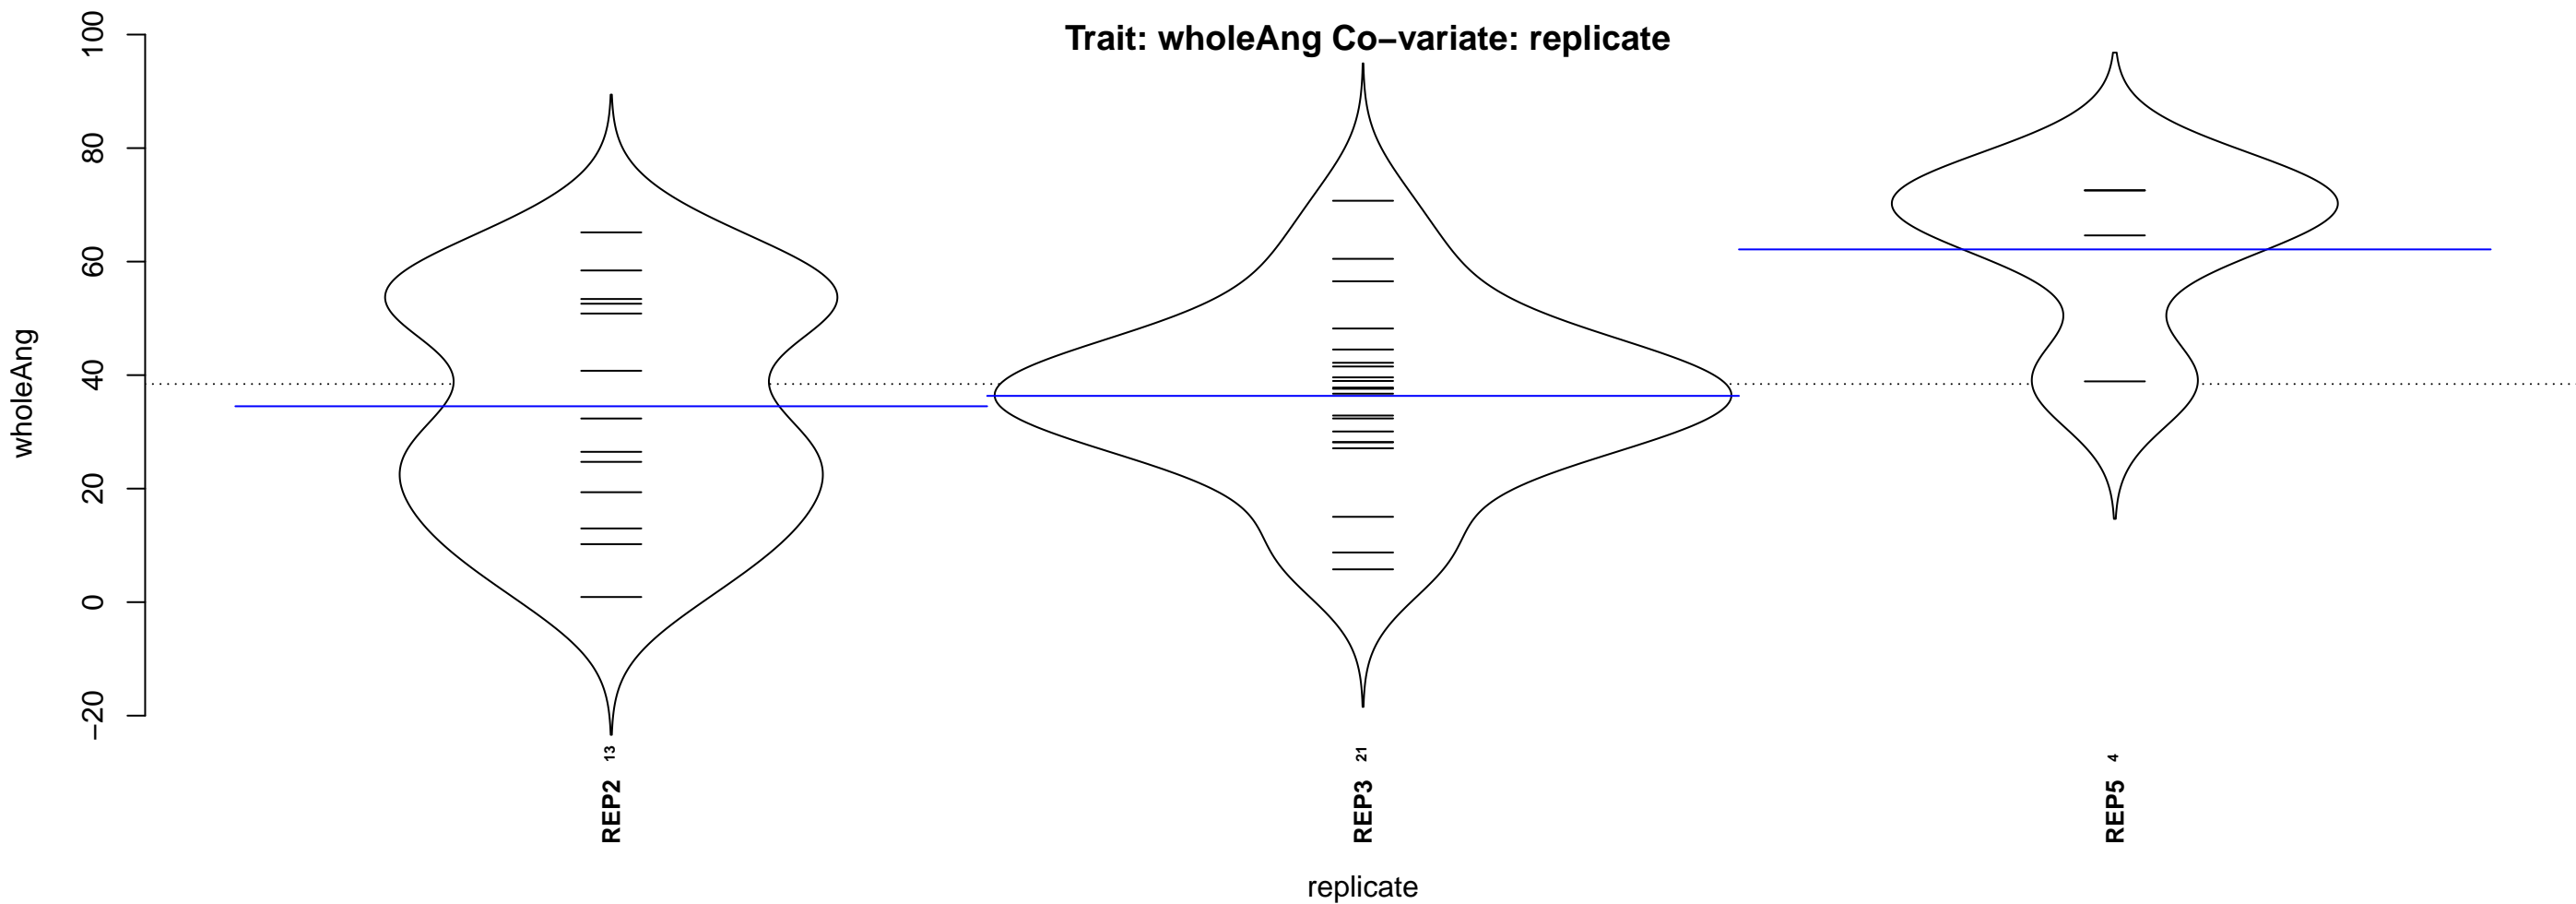 Trait: wholeAng Co−variate: replicate
wholeAng
100
80
60
40
20
0
−20
13
21
4
REP2
REP3
REP5
replicate